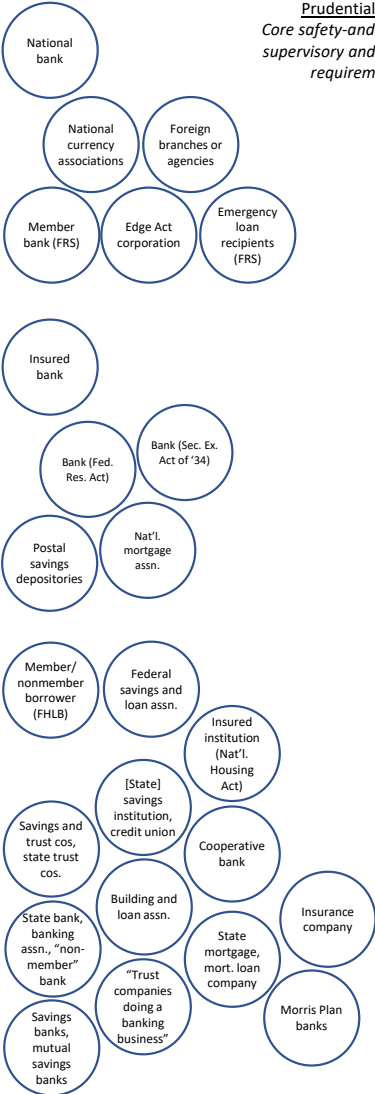 Prudential
Core safety-and
supervisory and
requirem
National
bank
National
currency
associations
Foreign
branches or
agencies
Member
bank (FRS)
Edge Act
corporation
Emergency
loan
recipients
(FRS)
Insured
bank
Bank (Fed.
Res. Act)
Bank (Sec. Ex.
Act of ‘34)
Postal
savings
depositories
Nat’l.
mortgage
assn.
Member/
nonmember
borrower
(FHLB)
Federal
savings and
loan assn.
Insured
institution
(Nat’l.
Housing
Act)
[State]
savings
institution,
credit union
Savings and
trust cos,
state trust
cos.
Cooperative
bank
Building and
loan assn.
Insurance
company
State bank,
banking
assn., “non-
member”
bank
State
mortgage,
mort. loan
company
“Trust
companies
doing a
banking
business”
Morris Plan
banks
Savings
banks,
mutual
savings
banks